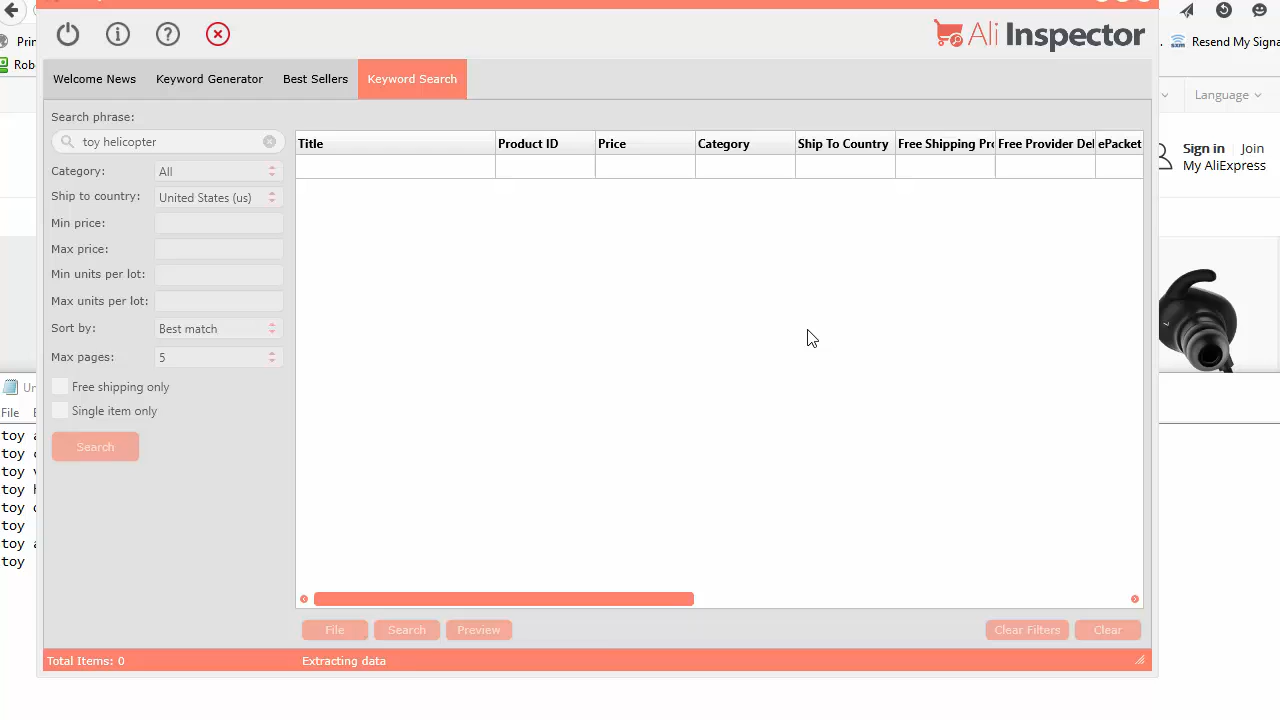 Ali Inspector
Prin
Resend My Signa
Rob
Welcome News
Keyword Generator
Best Sellers
Keyword Search
Language
Search phrase:
toy helicopter
Title
Product ID
Price
Category
Ship To Country
Free Shipping Pro
Free Provider Del
ePacket
Sign in
Join
My AliExpress
Category:
All
Ship to country:
United States (us)
Min price:
Max price:
Min units per lot:
Max units per lot:
Sort by:
Best match
Max pages:
5
Free shipping only
Single item only
Search
File
toy
toy
toy
toy
toy
toy
toy
toy
File
Search
Preview
Clear Filters
Clear
Total Items: 0
Extracting data